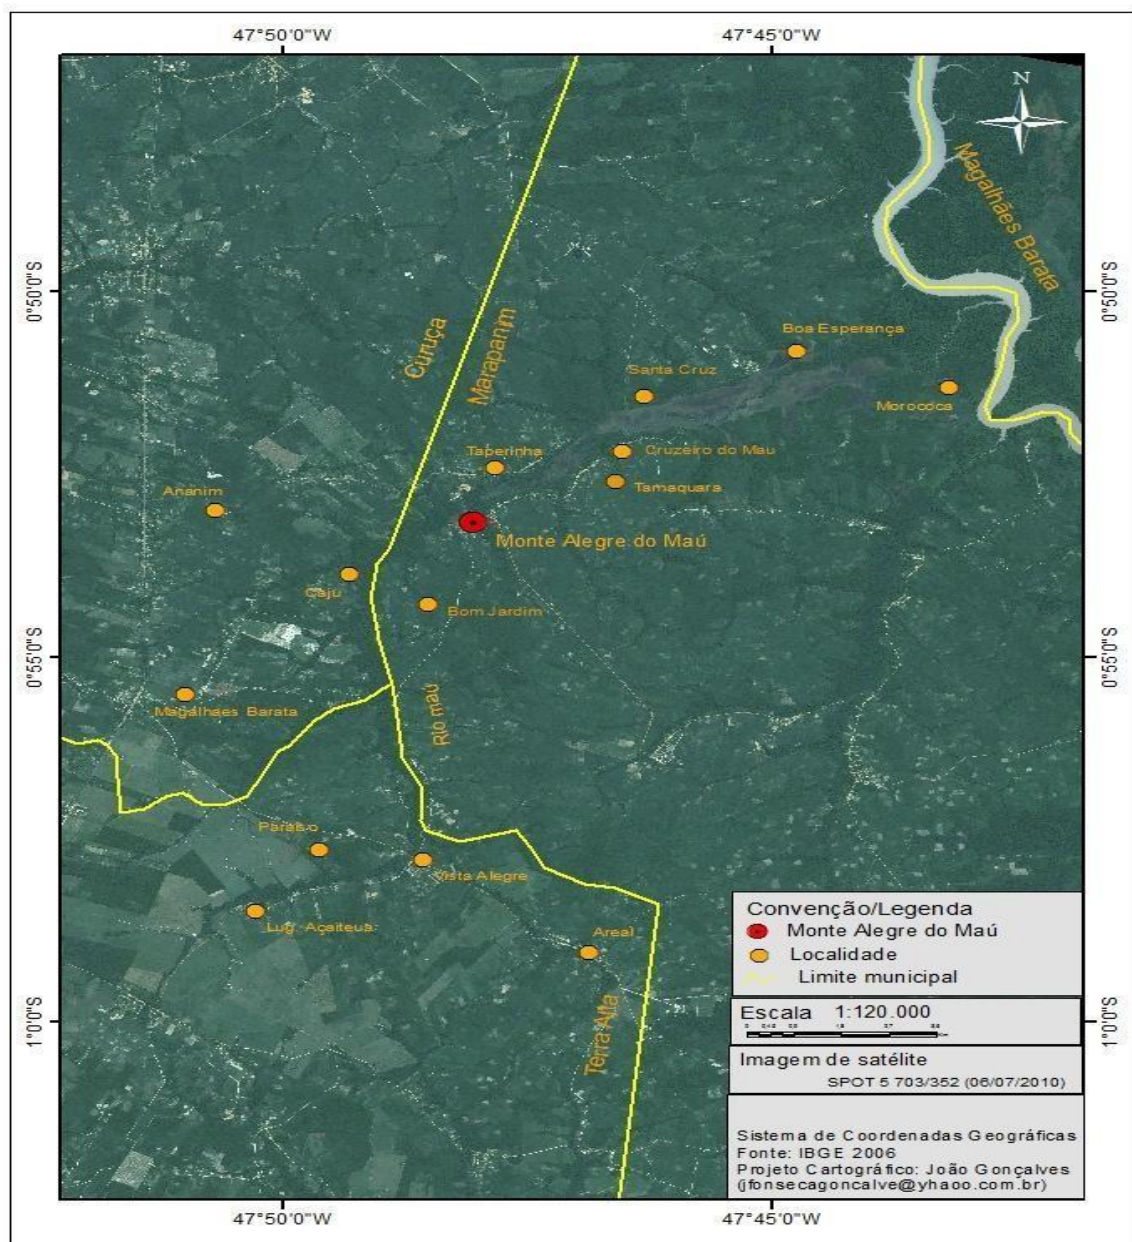 47°50'0"W
47°45'0"W
N
Magalhães Barata
0°50'0"S
0°50'0"S
Curuça
Marapanim
Boa Esperança
Santa Cruz
Morococa
Taperinha
Cruzeiro do Mau
Tamaquara
Ananim
Monte Alegre do Maú
Caju
Bom Jardim
0°55'0"S
0°55'0"S
Magalhaes Barata
Rio mau
Paraiso
Vista Alegre
Lug. Açaiteua
Areal
Terra Alta
1°0'0"S
1°0'0"S
Convenção/Legenda
Monte Alegre do Maú
Localidade
Limite municipal
Escala 1:120.000
Imagem de satélite
SPOT 5 703/352 (06/07/2010)
Sistema de Coordenadas Geográficas
Fonte: IBGE 2006
Projeto Cartográfico: João Gonçalves
(jfonsecagoncalve@yhaoo.com.br)
47°50'0"W
47°45'0"W